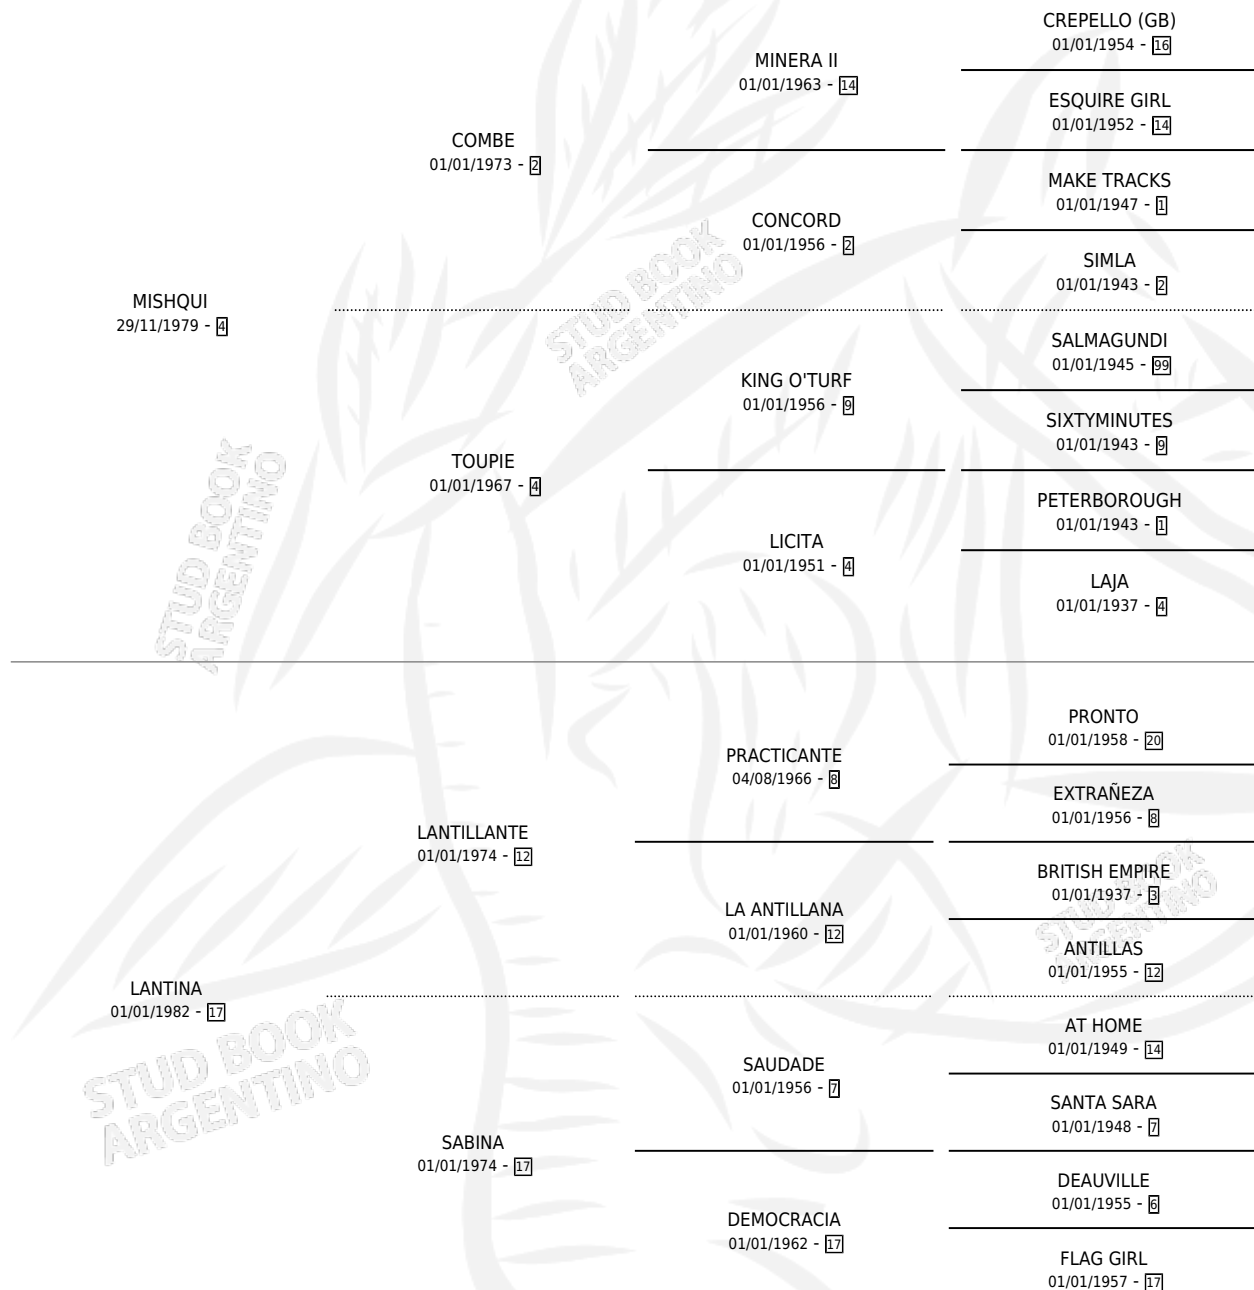 CREPELLO (GB)
01/01/1954 - 16
MINERA II
01/01/1963 - 14
ESQUIRE GIRL
01/01/1952 - 14
COMBE
01/01/1973 - 2
MAKE TRACKS
01/01/1947 - 1
CONCORD
01/01/1956 - 2
SIMLA
01/01/1943 - 2
MISHQUI
29/11/1979 - 4
SALMAGUNDI
01/01/1945 - 99
KING O'TURF
01/01/1956 - 9
SIXTYMINUTES
01/01/1943 - 9
TOUPIE
01/01/1967 - 4
PETERBOROUGH
01/01/1943 - 1
LICITA
01/01/1951 - 4
LAJA
01/01/1937 - 4
PRONTO
01/01/1958 - 20
PRACTICANTE
04/08/1966 - 8
EXTRAÑEZA
01/01/1956 - 8
LANTILLANTE
01/01/1974 - 12
BRITISH EMPIRE
01/01/1937 - 3
LA ANTILLANA
01/01/1960 - 12
ANTILLAS
01/01/1955 - 12
LANTINA
01/01/1982 - 17
AT HOME
01/01/1949 - 14
SAUDADE
01/01/1956 - 7
SANTA SARA
01/01/1948 - 7
SABINA
01/01/1974 - 17
DEAUVILLE
01/01/1955 - 6
DEMOCRACIA
01/01/1962 - 17
FLAG GIRL
01/01/1957 - 17
STUD BOOK
ARGENTINO
STUD BOOK
ARGENTINO
STUD BOOK
ARGENTINO
STUD BOOK
ARGENTINO